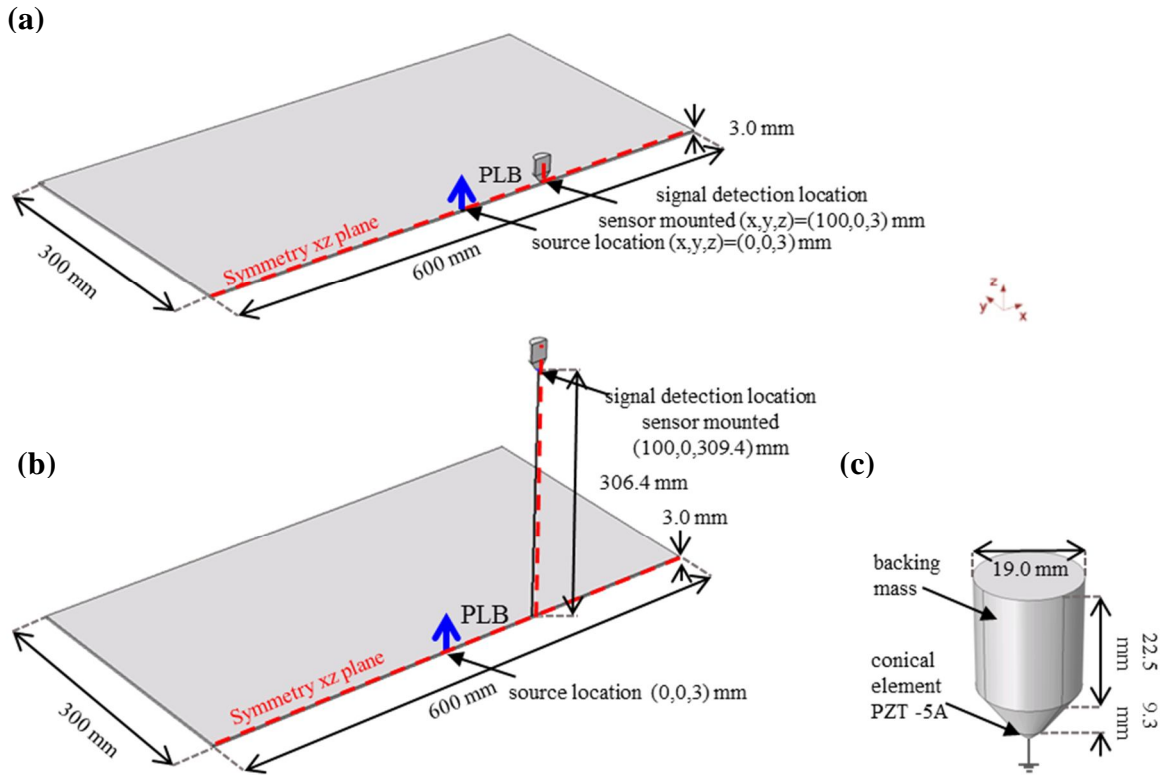 (a)
3.0 mm
PLB
signal detection location
sensor mounted (x,y,z)=(100,0,3) mm
source location (x,y,z)=(0,0,3) mm
Symmetry xz plane
300 mm
600 mm
z
y
x
signal detection location
sensor mounted
(100,0,309.4) mm
(b)
(c)
306.4 mm
3.0 mm
PLB
Symmetry xz plane
source location (0,0,3) mm
300 mm
600 mm
backing
mass
19.0 mm
22.5
mm
conical
element
PZT -5A
9.3
mm